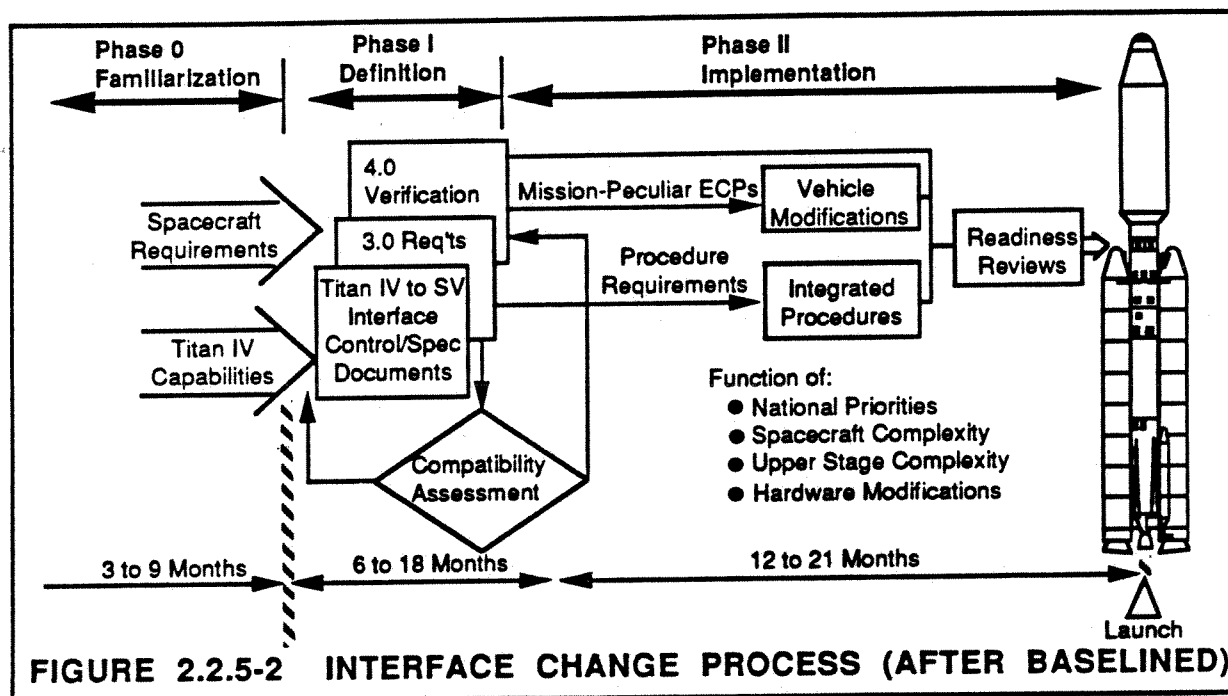 Phase 0
Familiarization
Phase I
Definition
Phase II
Implementation
Spacecraft
Requirements
Titan IV
Capabilities
4.0
Verification
3.0 Req'ts
Titan IV to SV
Interface
Control/Spec
Documents
Compatibility
Assessment
Mission-Peculiar ECPs
Procedure
Requirements
Vehicle
Modifications
Integrated
Procedures
Readiness
Reviews
Function of:
● National Priorities
● Spacecraft Complexity
● Upper Stage Complexity
● Hardware Modifications
3 to 9 Months
6 to 18 Months
12 to 21 Months
Launch
FIGURE 2.2.5-2 INTERFACE CHANGE PROCESS (AFTER BASELINED)